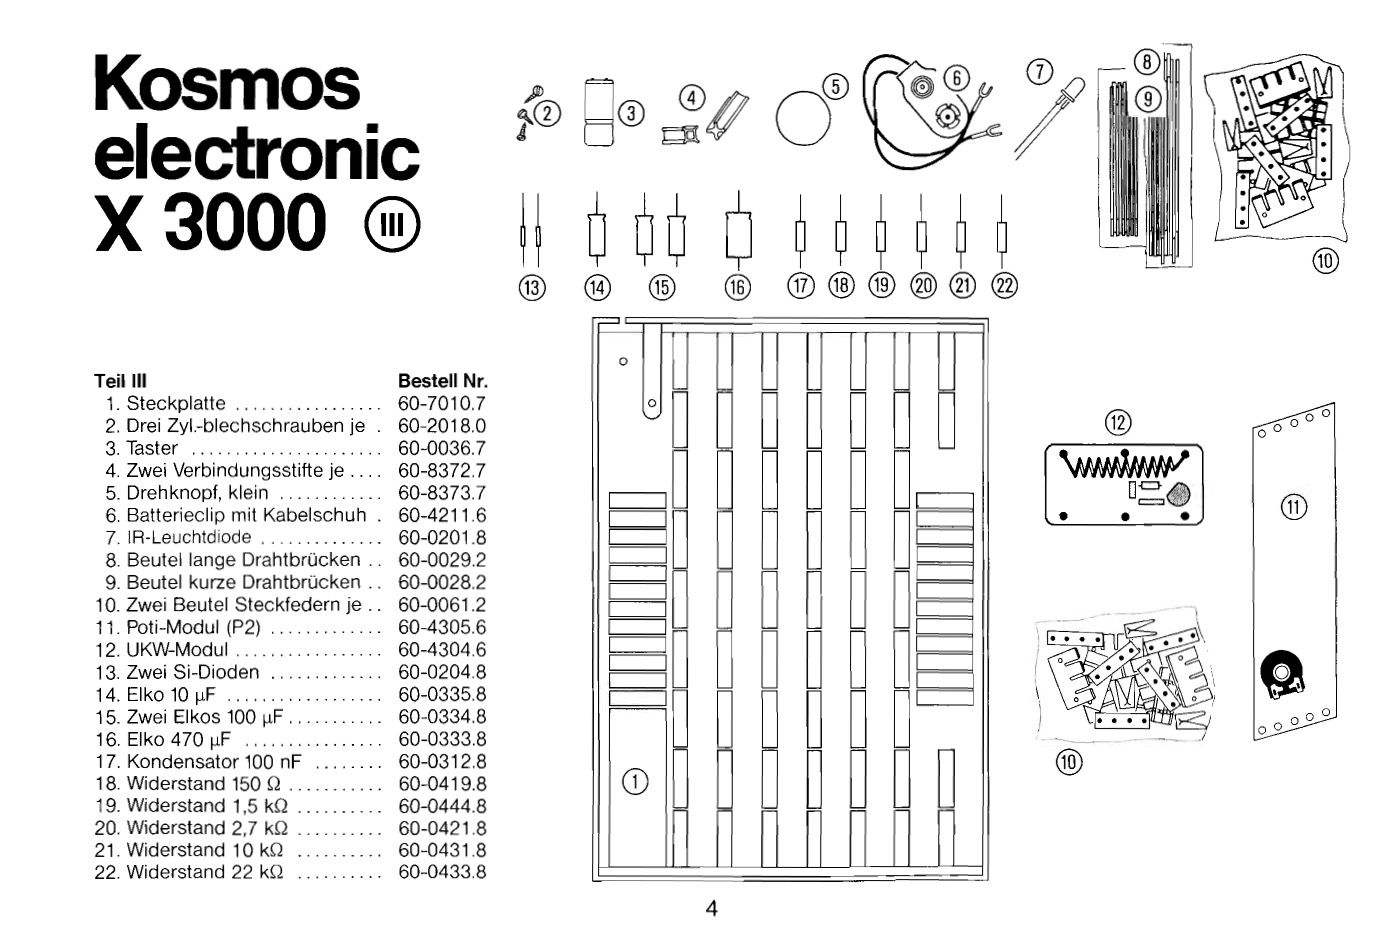 Kosmos
electronic
X 3000 III
2
3
4
5
6
7
8
9
10
13
14
15
16
17
18
19
20
21
22
Teil III Bestell Nr.
1. Steckplatte ................. 60-7010.7
2. Drei Zyl.-blechschrauben je . 60-2018.0
3. Taster ...................... 60-0036.7
4. Zwei Verbindungsstifte je .... 60-8372.7
5. Drehknopf, klein ............ 60-8373.7
6. Batterieclip mit Kabelschuh . 60-4211.6
7. IR-Leuchtdiode .............. 60-0201.8
8. Beutel lange Drahtbrücken .. 60-0029.2
9. Beutel kurze Drahtbrücken .. 60-0028.2
10. Zwei Beutel Steckfedern je .. 60-0061.2
11. Poti-Modul (P2) ............. 60-4305.6
12. UKW-Modul ................. 60-4304.6
13. Zwei Si-Dioden ............. 60-0204.8
14. Elko 10 µF .................. 60-0335.8
15. Zwei Elkos 100 µF ........... 60-0334.8
16. Elko 470 µF ................ 60-0333.8
17. Kondensator 100 nF ........ 60-0312.8
18. Widerstand 150 Ω ........... 60-0419.8
19. Widerstand 1,5 kΩ .......... 60-0444.8
20. Widerstand 2,7 kΩ .......... 60-0421.8
21. Widerstand 10 kΩ .......... 60-0431.8
22. Widerstand 22 kΩ .......... 60-0433.8
1
12
11
10
4